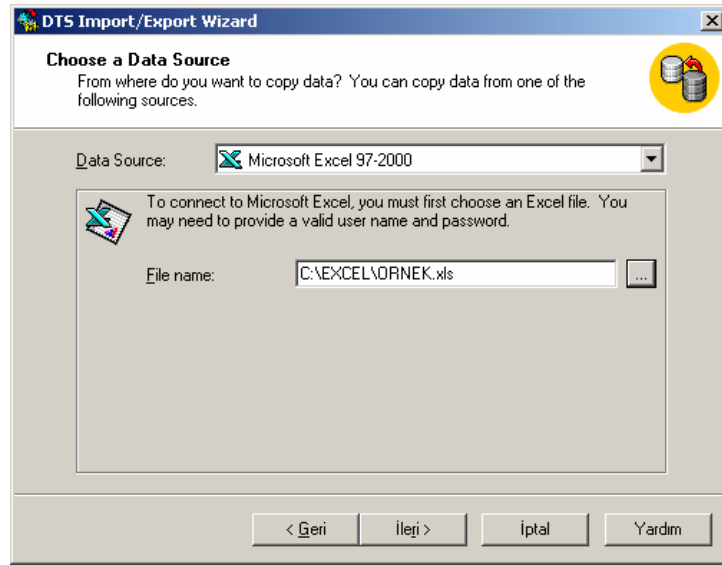 DTS Import/Export Wizard
Choose a Data Source
From where do you want to copy data? You can copy data from one of the
following sources.
Data Source:
Microsoft Excel 97-2000
To connect to Microsoft Excel, you must first choose an Excel file. You
may need to provide a valid user name and password.
File name:
C:\EXCEL\ORNEK.xls
...
< Geri
İleri >
İptal
Yardım